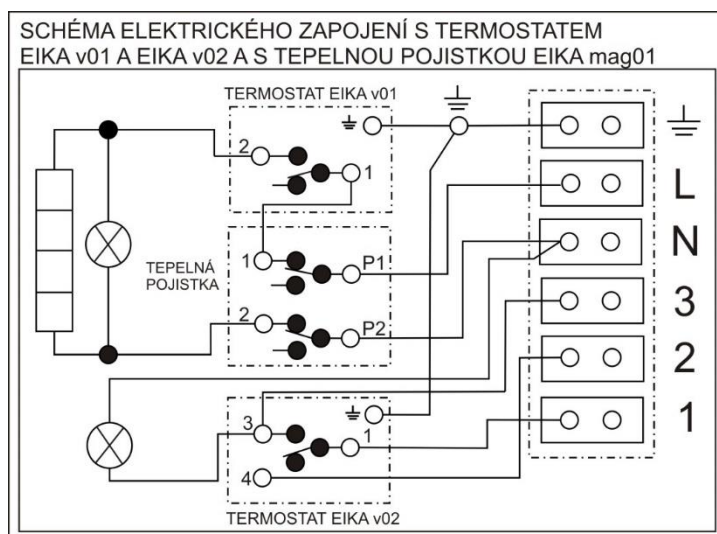 SCHÉMA ELEKTRICKÉHO ZAPOJENÍ S TERMOSTATEM
EIKA v01 A EIKA v02 A S TEPELNOU POJISTKOU EIKA mag01
TERMOSTAT EIKA v01
2
1
L
N
TEPELNÁ
POJISTKA
1
P1
2
P2
3
2
1
3
1
4
TERMOSTAT EIKA v02